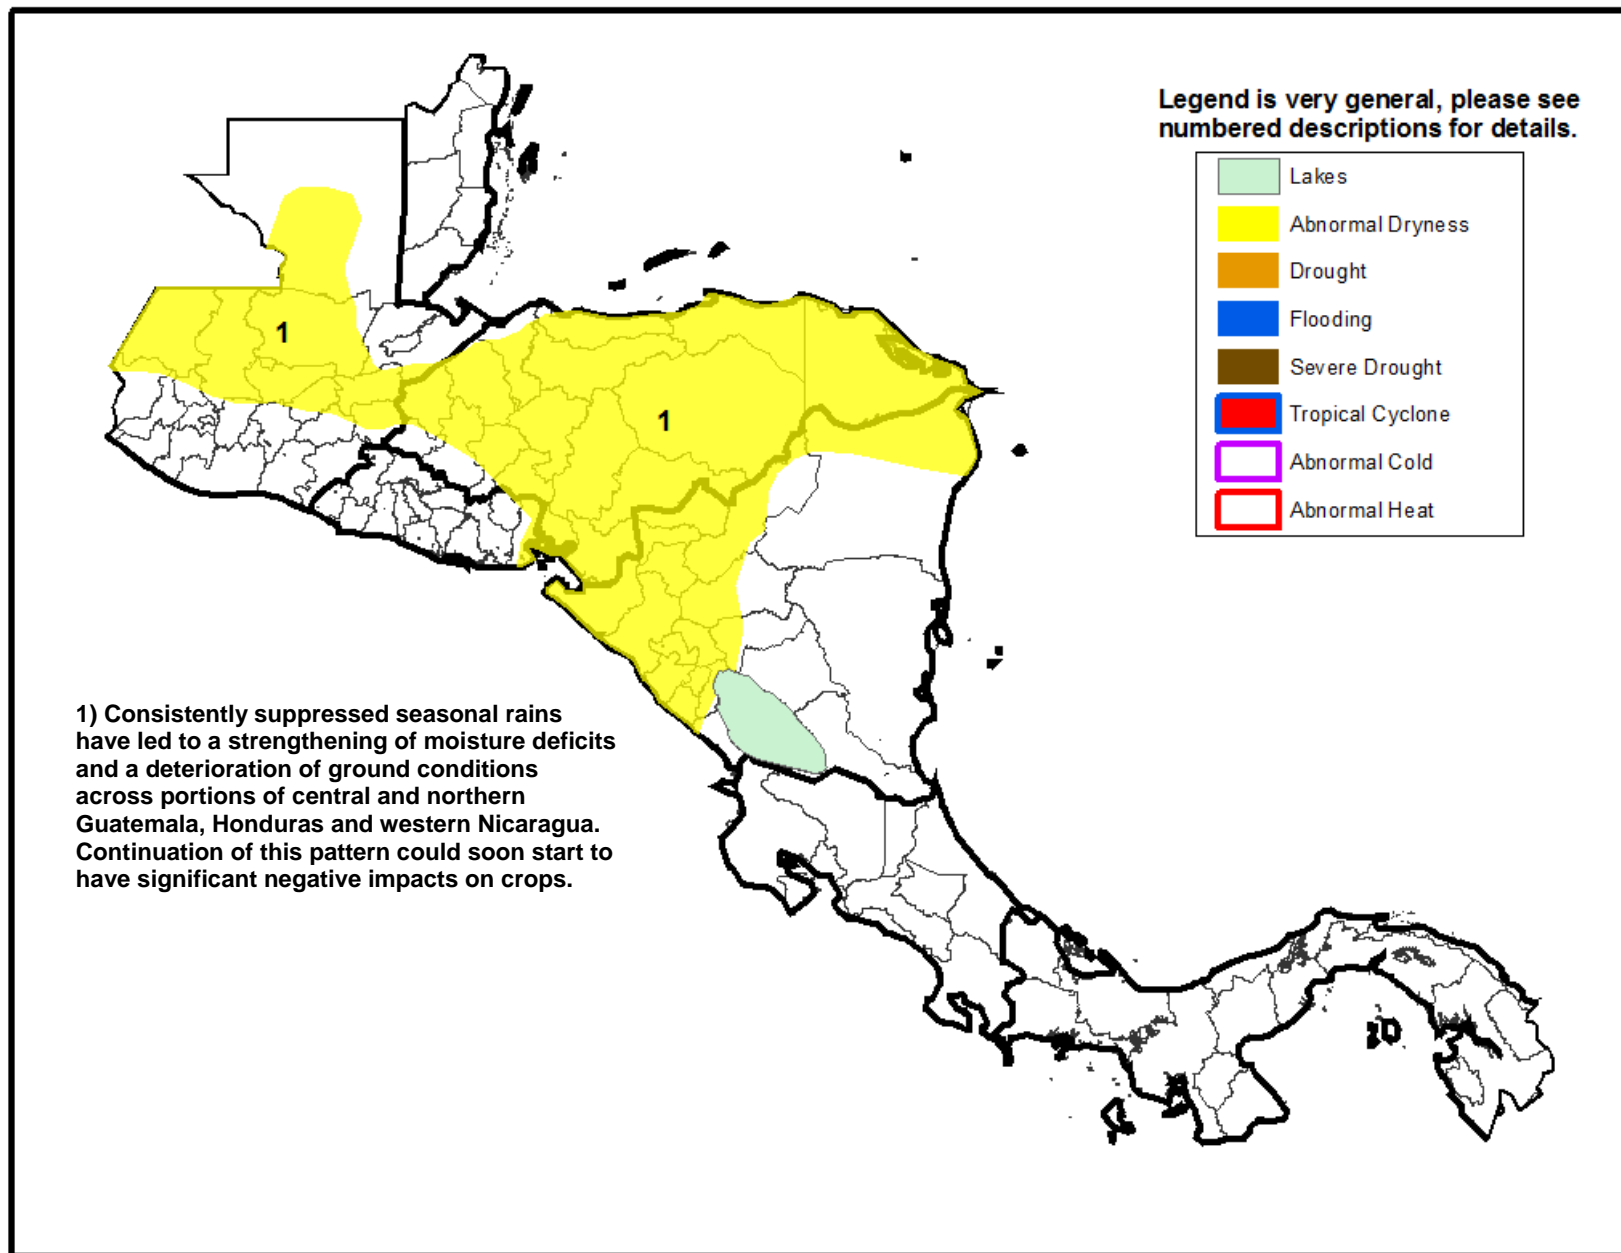 Legend is very general, please see
numbered descriptions for details.
Lakes
Abnormal Dryness
Drought
Flooding
Severe Drought
Tropical Cyclone
Abnormal Cold
Abnormal Heat
1
1
1) Consistently suppressed seasonal rains
have led to a strengthening of moisture deficits
and a deterioration of ground conditions
across portions of central and northern
Guatemala, Honduras and western Nicaragua.
Continuation of this pattern could soon start to
have significant negative impacts on crops.